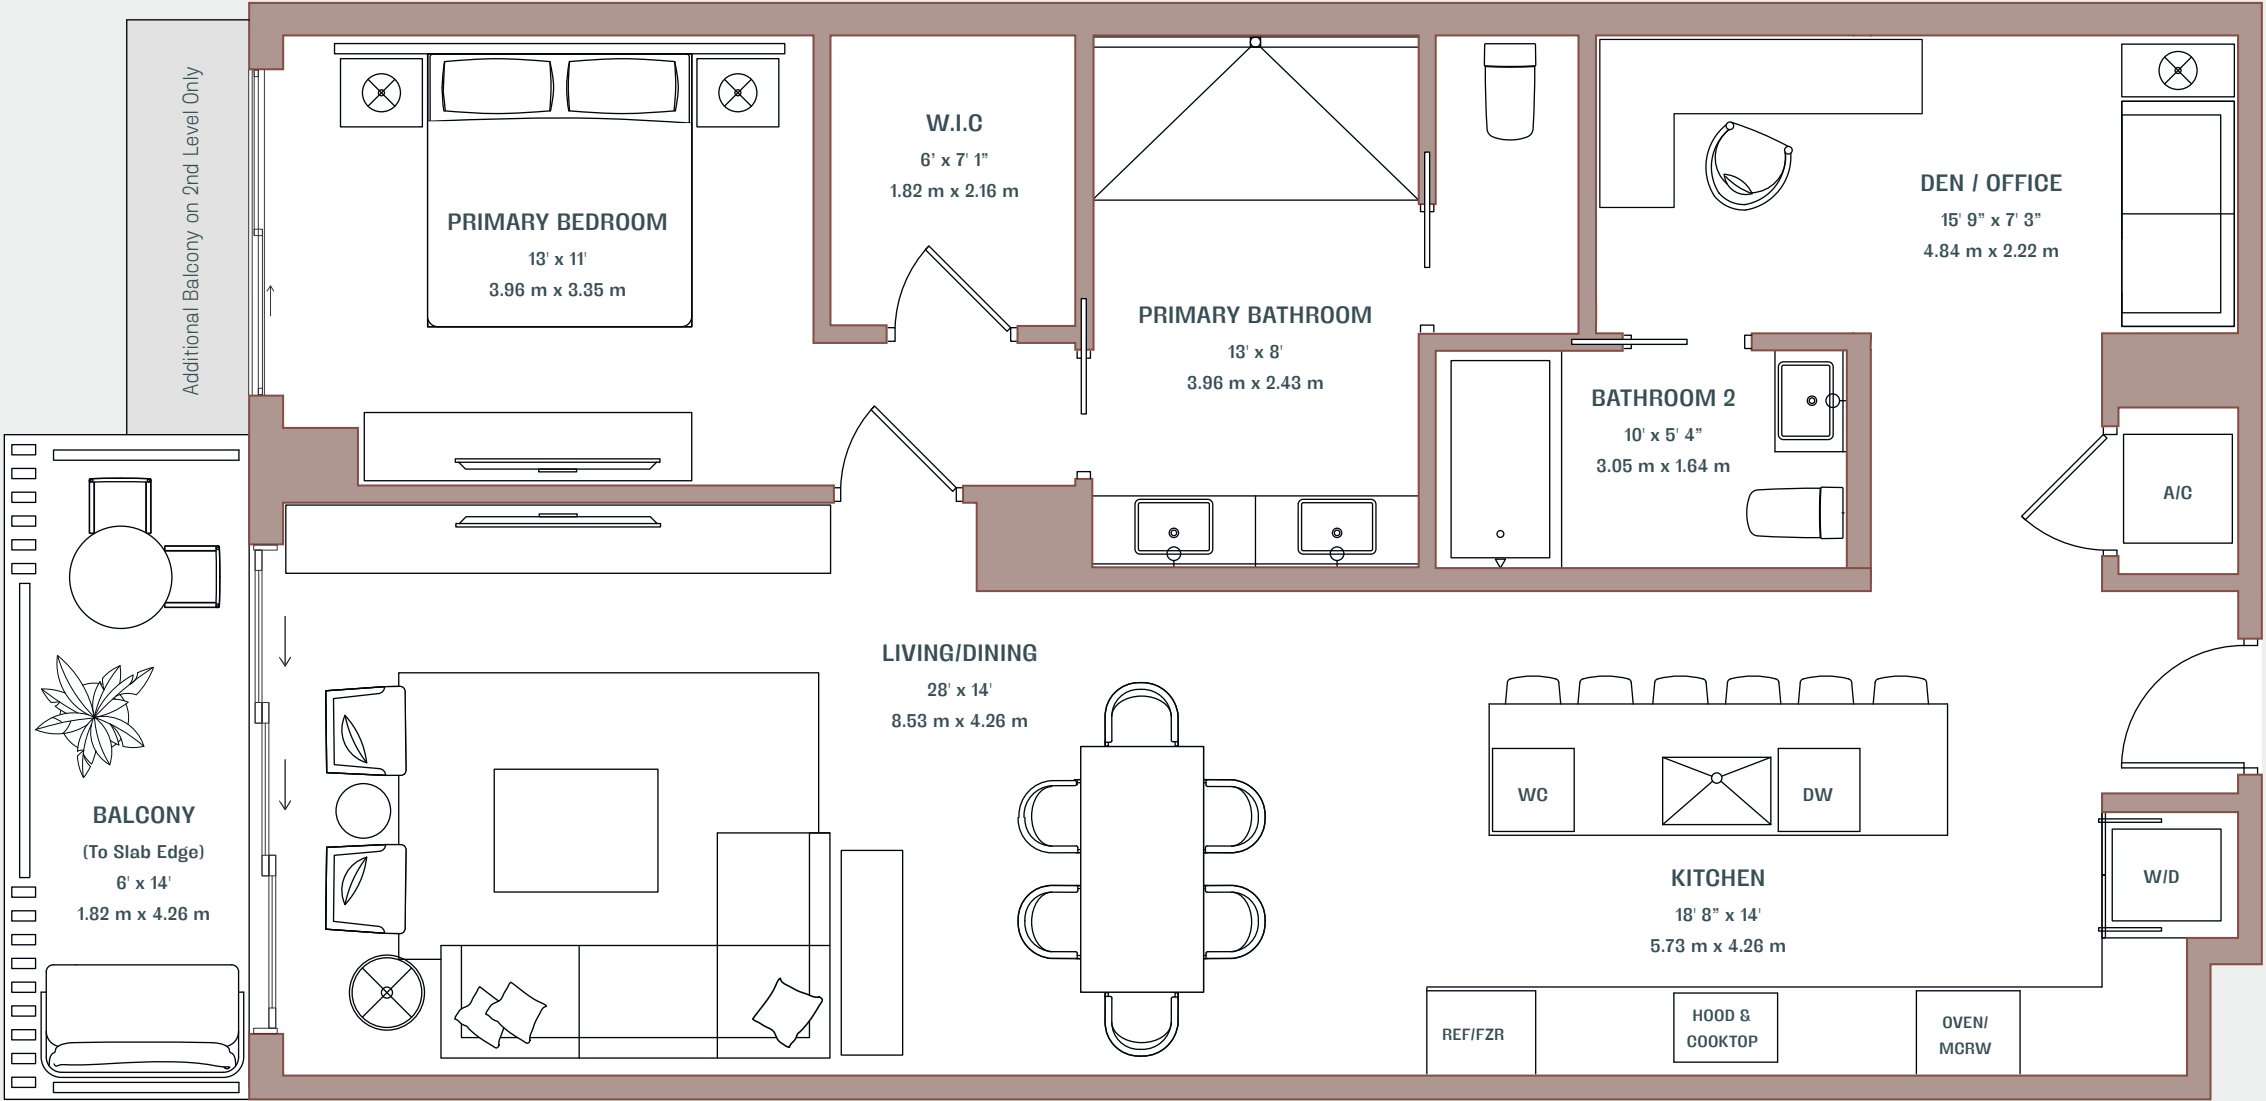 Additional Balcony on 2nd Level Only
PRIMARY BEDROOM
13' x 11'
3.96 m x 3.35 m
W.I.C
6’ x 7' 1”
1.82 m x 2.16 m
PRIMARY BATHROOM
13' x 8'
3.96 m x 2.43 m
DEN / OFFICE
15' 9” x 7' 3”
4.84 m x 2.22 m
BATHROOM 2
10' x 5' 4”
3.05 m x 1.64 m
A/C
LIVING/DINING
28' x 14'
8.53 m x 4.26 m
BALCONY
(To Slab Edge)
6' x 14'
1.82 m x 4.26 m
WC
DW
KITCHEN
18' 8” x 14'
5.73 m x 4.26 m
W/D
REF/FZR
HOOD &
COOKTOP
OVEN/
MCRW